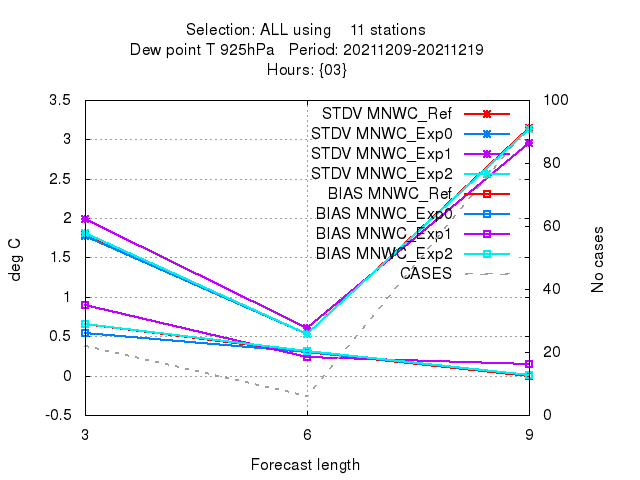 Selection: ALL using    11 stations
Dew point T 925hPa   Period: 20211209-20211219
Hours: {03}
3.5
3
2.5
2
1.5
1
0.5
0
-0.5
deg C
STDV MNWC_Ref
STDV MNWC_Exp0
STDV MNWC_Exp1
STDV MNWC_Exp2
BIAS MNWC_Ref
BIAS MNWC_Exp0
BIAS MNWC_Exp1
BIAS MNWC_Exp2
CASES
100
80
60
40
20
0
No cases
3 6 9
Forecast length